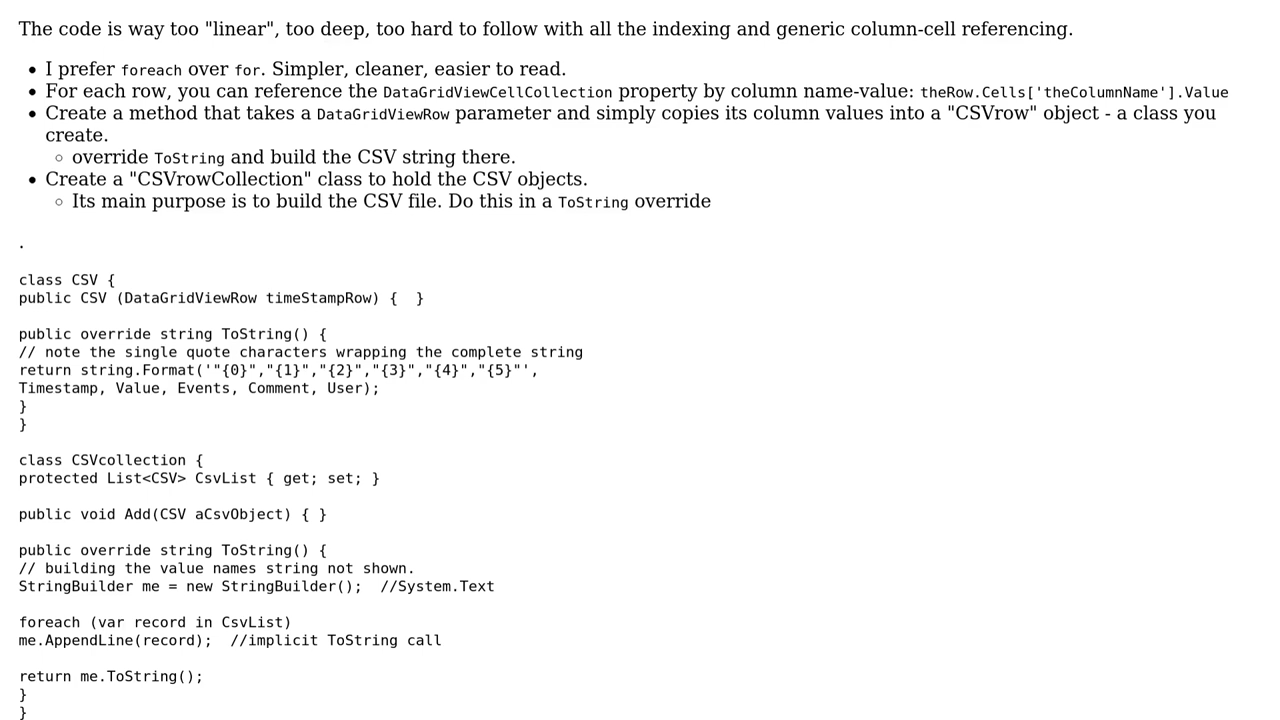 The code is way too "linear", too deep, too hard to follow with all the indexing and generic column-cell referencing.
• I prefer foreach over for. Simpler, cleaner, easier to read.
• For each row, you can reference the DataGridViewCellCollection property by column name-value: theRow.Cells['theColumnName'].Value
• Create a method that takes a DataGridViewRow parameter and simply copies its column values into a "CSVrow" object - a class you
create.
◦ override ToString and build the CSV string there.
• Create a "CSVrowCollection" class to hold the CSV objects.
◦ Its main purpose is to build the CSV file. Do this in a ToString override
.
class CSV {
public CSV (DataGridViewRow timeStampRow) {  }
public override string ToString() {
// note the single quote characters wrapping the complete string
return string.Format('"{0}","{1}","{2}","{3}","{4}","{5}"',
Timestamp, Value, Events, Comment, User);
}
}
class CSVcollection {
protected List<CSV> CsvList { get; set; }
public void Add(CSV aCsvObject) { }
public override string ToString() {
// building the value names string not shown.
StringBuilder me = new StringBuilder();  //System.Text
foreach (var record in CsvList)
me.AppendLine(record);  //implicit ToString call
return me.ToString();
}
}